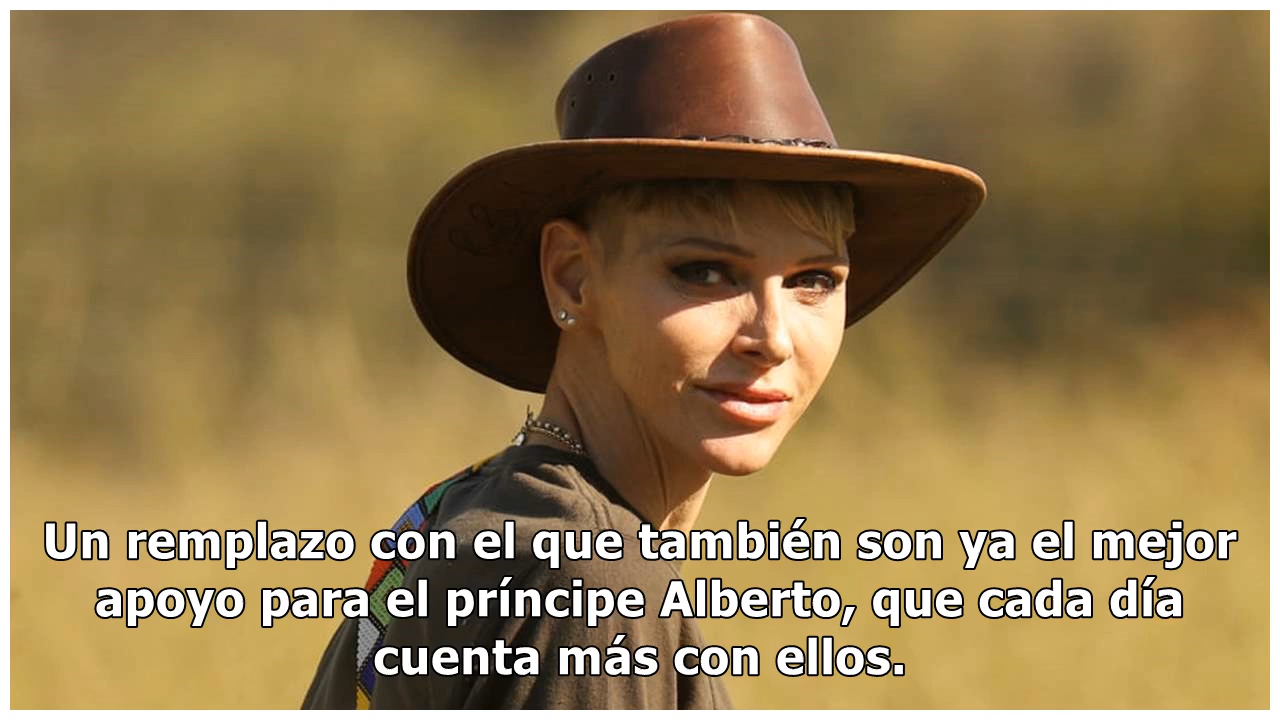 Un remplazo con el que también son ya el mejor
apoyo para el príncipe Alberto, que cada día
cuenta más con ellos.